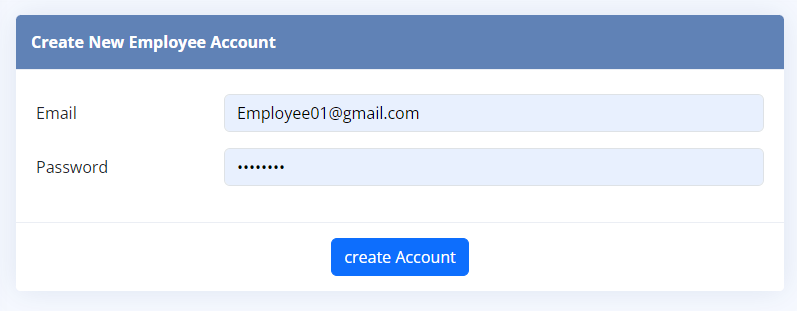 Create New Employee Account
Email Employee01@gmail.com
Password ••••••••
create Account